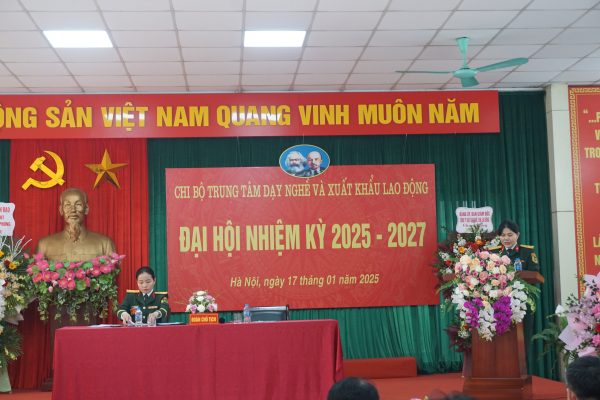 ỘNG SẢN VIỆT NAM QUANG VINH MUÔN NĂM
CHI BỘ TRUNG TÂM DẠY NGHỀ VÀ XUẤT KHẨU LAO ĐỘNG
ĐẠI HỘI NHIỆM KỲ 2025 - 2027
Hà Nội, ngày 17 tháng 01 năm 2025
ĐOÀN CHỦ TỊCH
"...
TRO